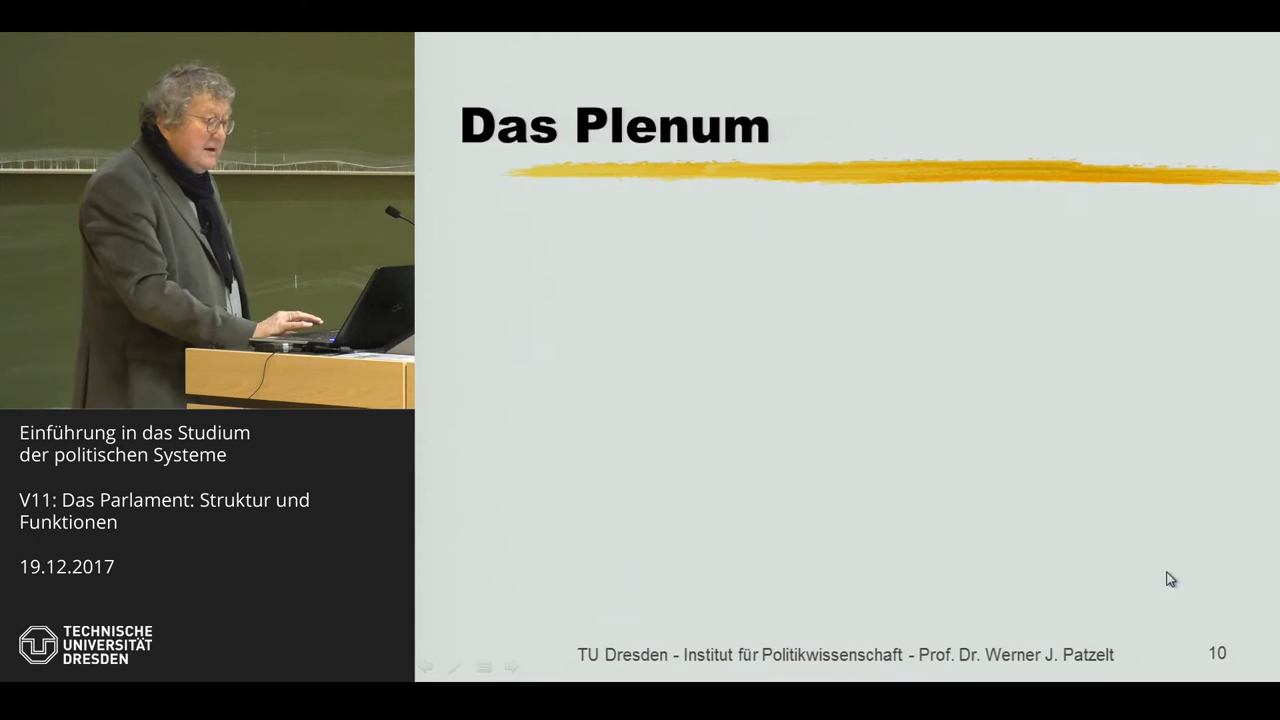 Das Plenum
Einführung in das Studium
der politischen Systeme
V11: Das Parlament: Struktur und
Funktionen
19.12.2017
TECHNISCHE
UNIVERSITÄT
DRESDEN
TU Dresden - Institut für Politikwissenschaft - Prof. Dr. Werner J. Patzelt
10